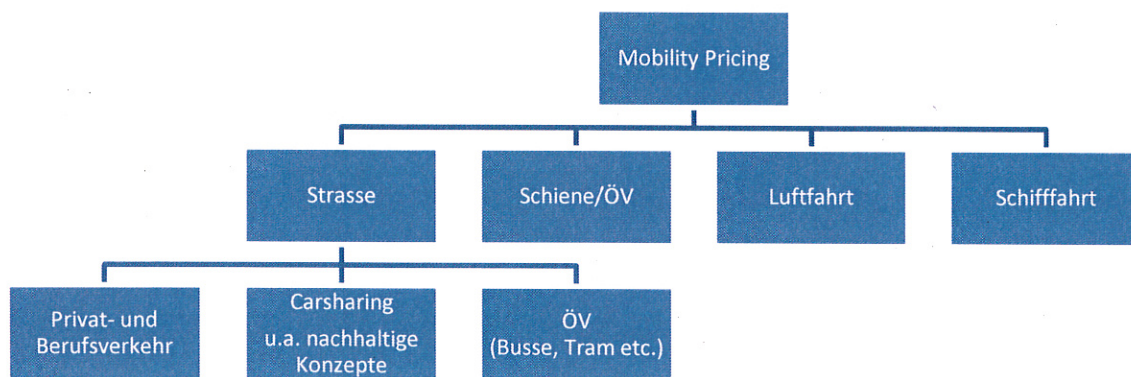 Mobility Pricing
Strasse
Schiene/ÖV
Luftfahrt
Schifffahrt
Privat- und
Berufsverkehr
Carsharing
u.a. nachhaltige
Konzepte
ÖV
(Busse, Tram etc.)